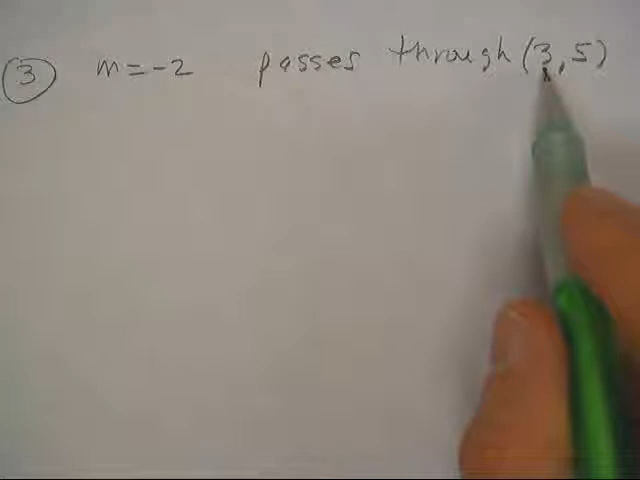 3 m = -2 passes through (3,5)